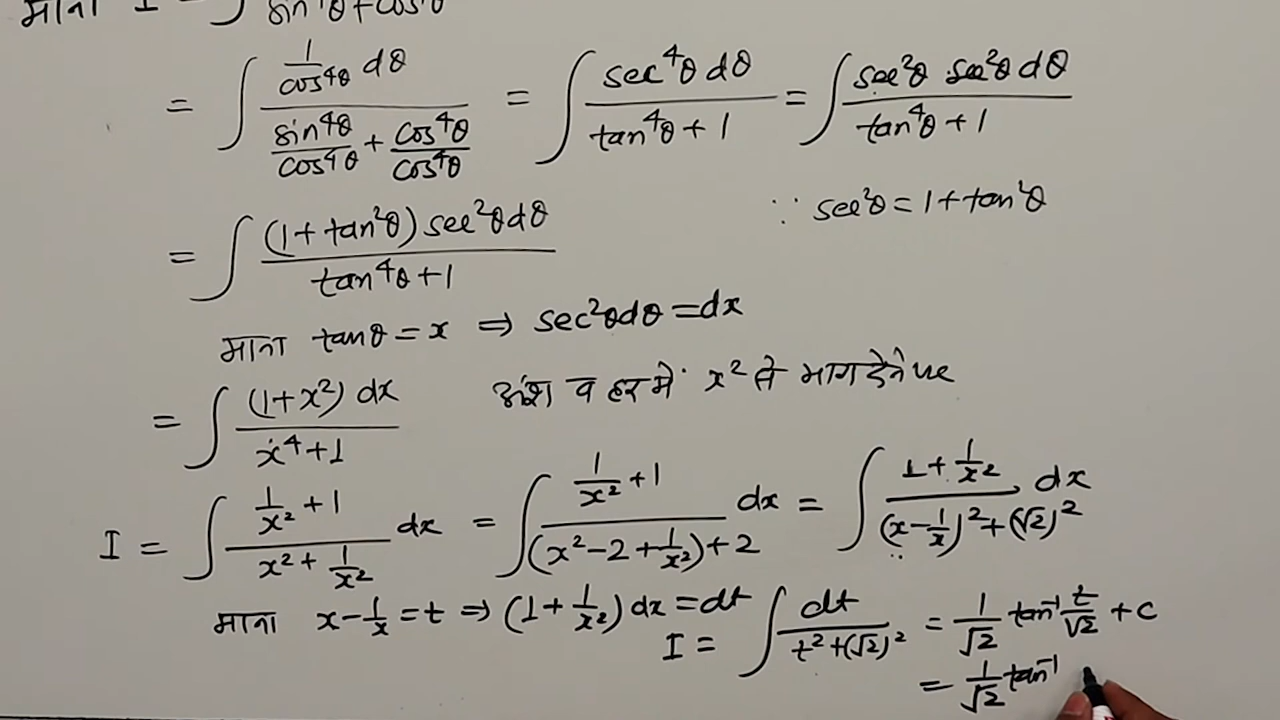 माना I = ∫ sin⁴θ + cos⁴θ
= ∫ (1/cos⁴θ dθ)/(sin⁴θ/cos⁴θ + cos⁴θ/cos⁴θ) = ∫ sec⁴θ dθ/(tan⁴θ + 1) = ∫ sec²θ sec²θ dθ/(tan⁴θ + 1)
= ∫ (1 + tan²θ) sec²θ dθ/(tan⁴θ + 1) ∵ sec²θ = 1 + tan²θ
माना tanθ = x ⇒ sec²θ dθ = dx
= ∫ (1+x²) dx/(x⁴+1) अंश व हर में x² से भाग देने पर
I = ∫ (1/x² + 1)/(x² + 1/x²) dx = ∫ (1/x² + 1)/((x² - 2 + 1/x²) + 2) dx = ∫ (1 + 1/x²)/((x - 1/x)² + (√2)²) dx
माना x - 1/x = t ⇒ (1 + 1/x²) dx = dt
I = ∫ dt/(t² + (√2)²) = 1/√2 tan⁻¹ t/√2 + c
= 1/√2 tan⁻¹